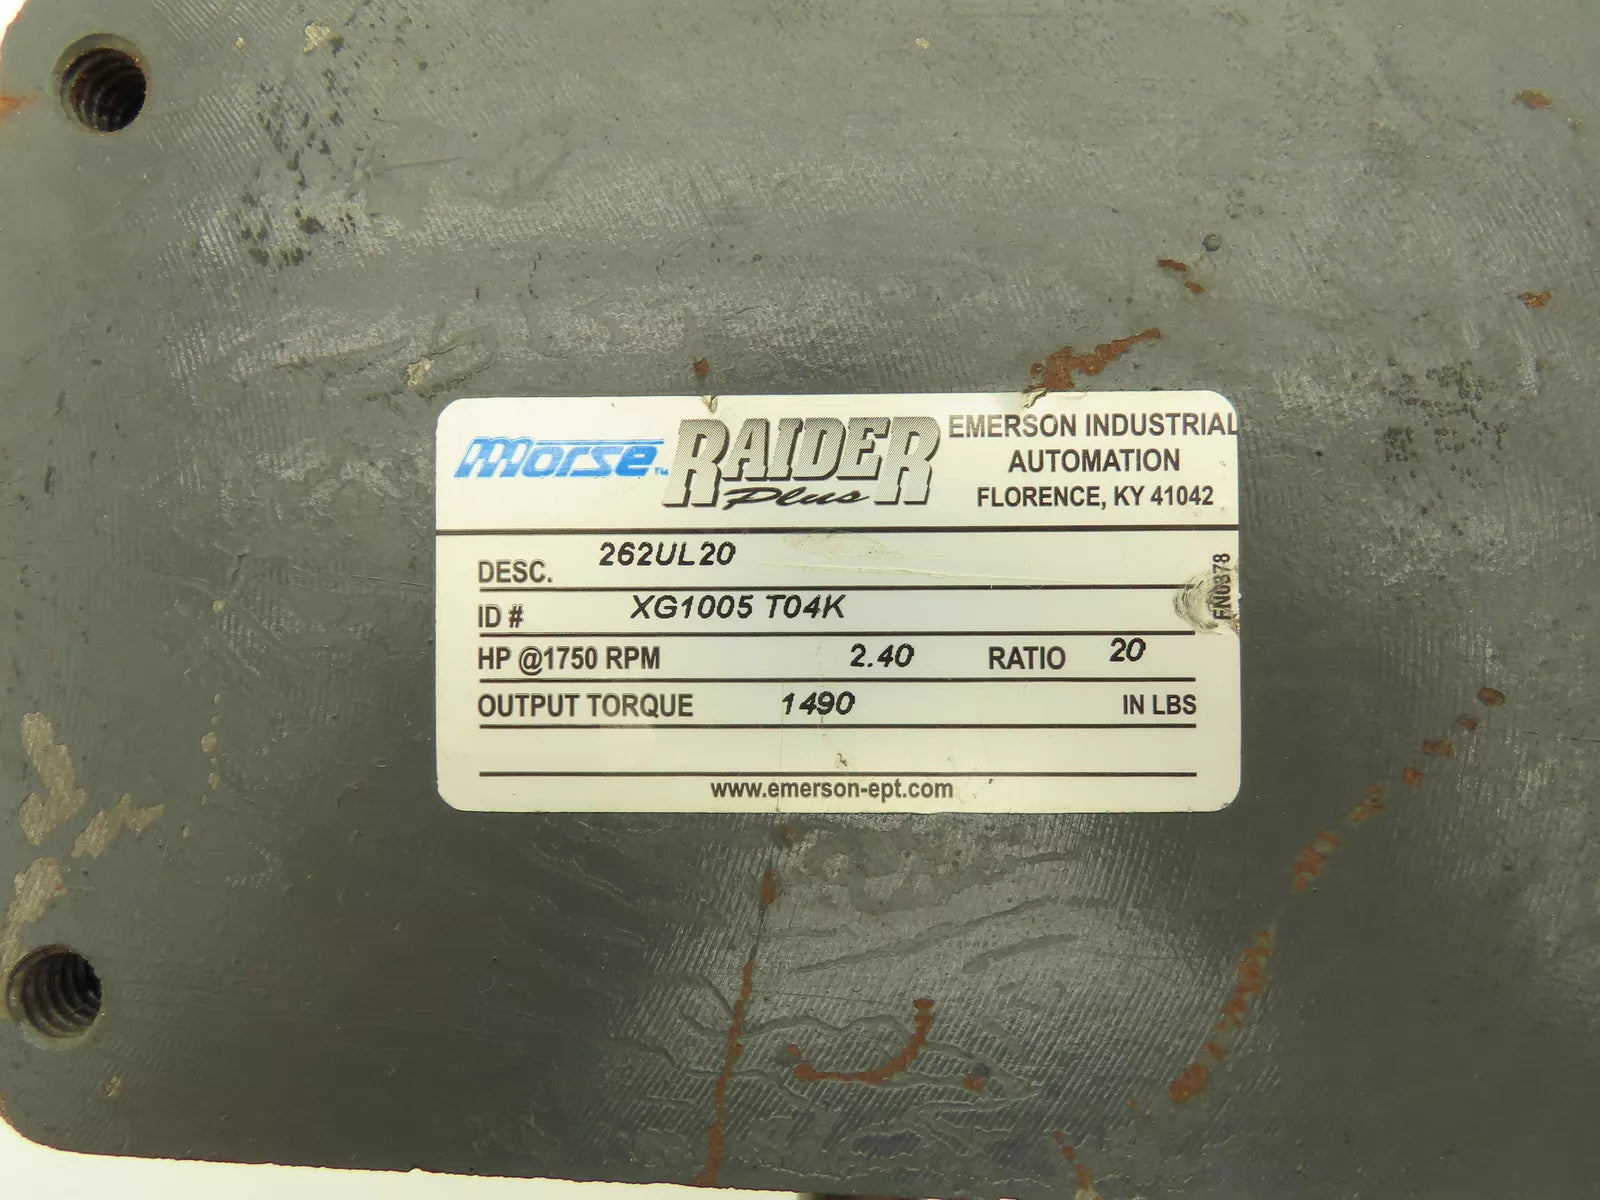 Morse™ RAIDER Plus
EMERSON INDUSTRIAL
AUTOMATION
FLORENCE, KY 41042
DESC. 262UL20
ID # XG1005 T04K
HP @1750 RPM 2.40 RATIO 20
OUTPUT TORQUE 1490 IN LBS
www.emerson-ept.com